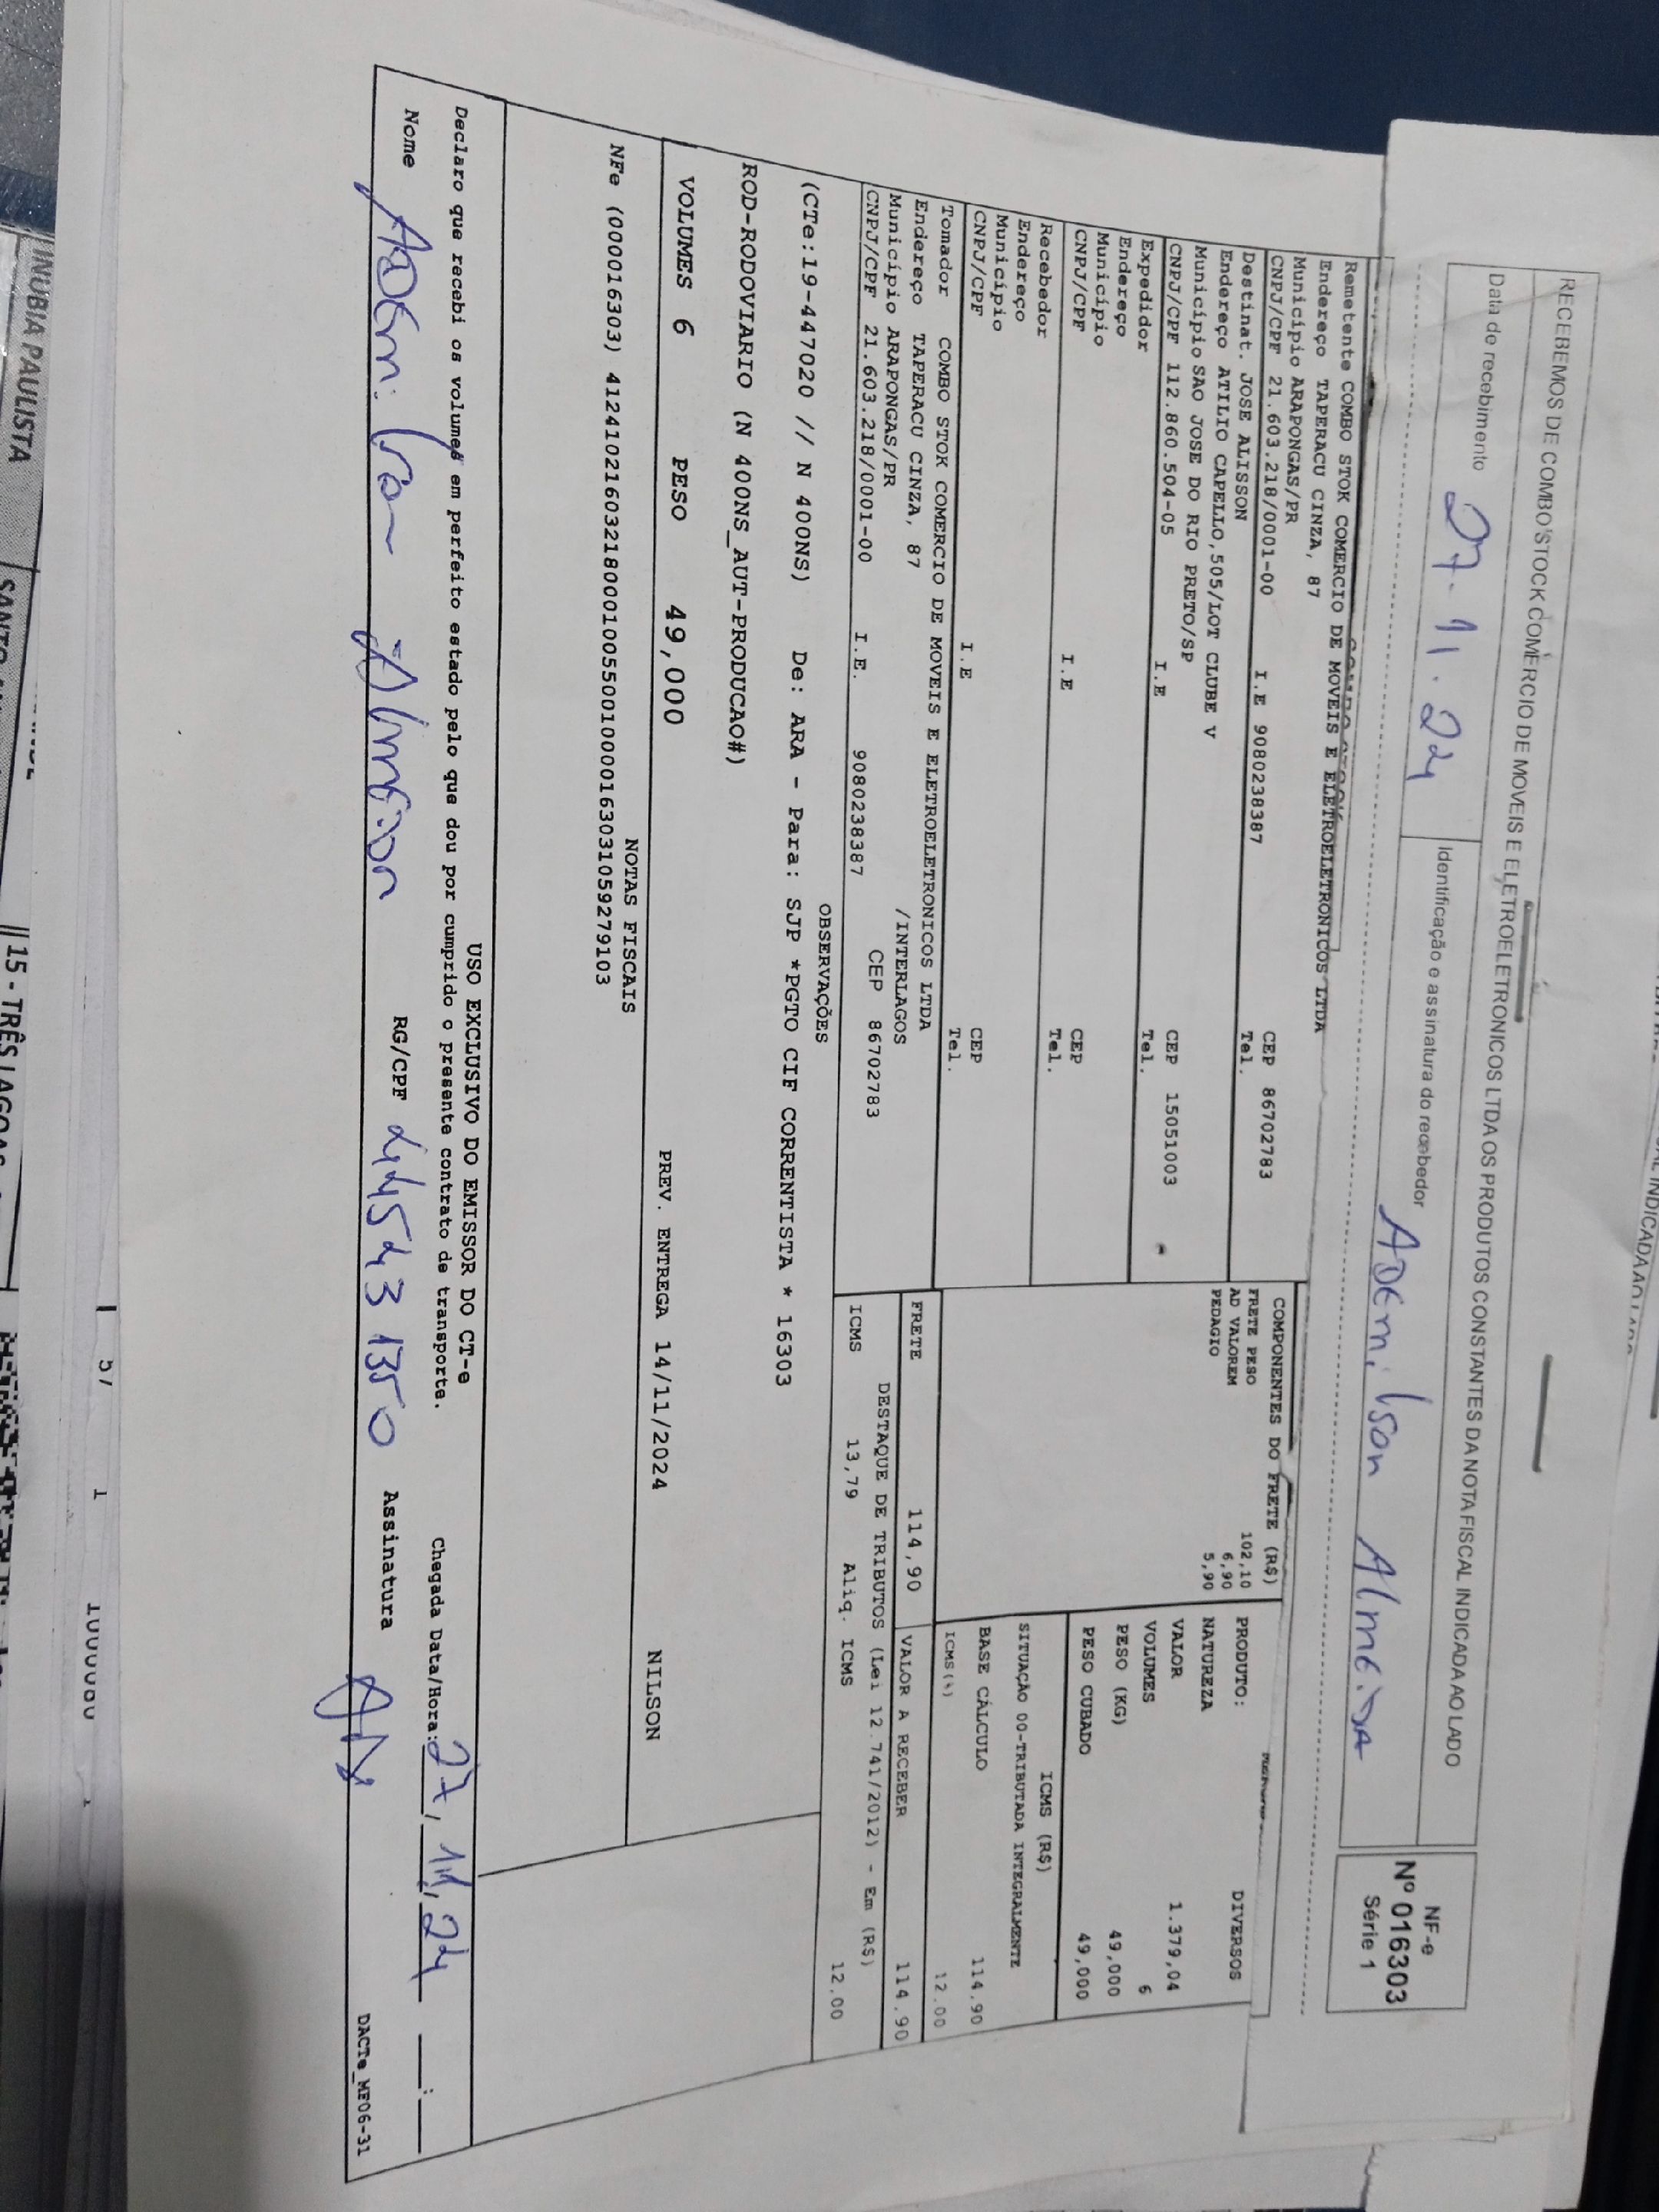 RECEBEMOS DE COMBO STOCK COMERCIO DE MOVEIS E ELETROELETRONICOS LTDA OS PRODUTOS CONSTANTES DA NOTA FISCAL INDICADA AO LADO
Data de recebimento 27.11.24
Identificação e assinatura do recebedor Ademilson Almeida
NF-e
Nº 016303
Série 1
Remetente COMBO STOK COMERCIO DE MOVEIS E ELETROELETRONICOS LTDA
Endereço TAPERACU CINZA, 87
Município ARAPONGAS/PR CEP 86702783
CNPJ/CPF 21.603.218/0001-00 I.E 9080238387 Tel.
Destinat. JOSE ALISSON
Endereço ATILIO CAPELLO,505/LOT CLUBE V
Município SAO JOSE DO RIO PRETO/SP CEP 15051003
CNPJ/CPF 112.860.504-05 I.E Tel.
Expedidor
Endereço
Município CEP
CNPJ/CPF I.E Tel.
Recebedor
Endereço
Município CEP
CNPJ/CPF I.E Tel.
Tomador COMBO STOK COMERCIO DE MOVEIS E ELETROELETRONICOS LTDA
Endereço TAPERACU CINZA, 87 /INTERLAGOS
Município ARAPONGAS/PR CEP 86702783
CNPJ/CPF 21.603.218/0001-00 I.E. 9080238387
COMPONENTES DO FRETE (R$)
FRETE PESO 102,10
AD VALOREM 6,90
PEDAGIO 5,90
PRODUTO: DIVERSOS
NATUREZA
VALOR 1.379,04
VOLUMES 6
PESO (KG) 49,000
PESO CUBADO 49,000
ICMS (R$)
SITUAÇÃO 00-TRIBUTADA INTEGRALMENTE
BASE CÁLCULO 114.90
ICMS(%) 12.00
FRETE 114,90 VALOR A RECEBER 114.90
DESTAQUE DE TRIBUTOS (Lei 12.741/2012) - Em (R$)
ICMS 13,79 Aliq. ICMS 12.00
OBSERVAÇÕES
(CTe:19-447020 // N 400NS) De: ARA - Para: SJP *PGTO CIF CORRENTISTA * 16303
ROD-RODOVIARIO (N 400NS_AUT-PRODUCAO#)
VOLUMES 6 PESO 49,000 PREV. ENTREGA 14/11/2024 NILSON
NOTAS FISCAIS
NFe (000016303) 41241021603218000100550010000163031059279103
USO EXCLUSIVO DO EMISSOR DO CT-e
Declaro que recebi os volumes em perfeito estado pelo que dou por cumprido o presente contrato de transporte.
Chegada Data/Hora: 27, 11, 24 __:__
Nome Ademilson Almeida RG/CPF 445431350 Assinatura
DACTe_MF06-31
INÚBIA PAULISTA